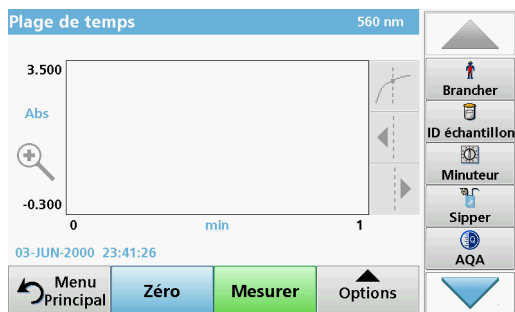 Plage de temps 560 nm
3.500
Abs
-0.300
0 min 1
03-JUN-2000 23:41:26
Menu Principal
Zéro
Mesurer
Options
Brancher
ID échantillon
Minuteur
Sipper
AQA